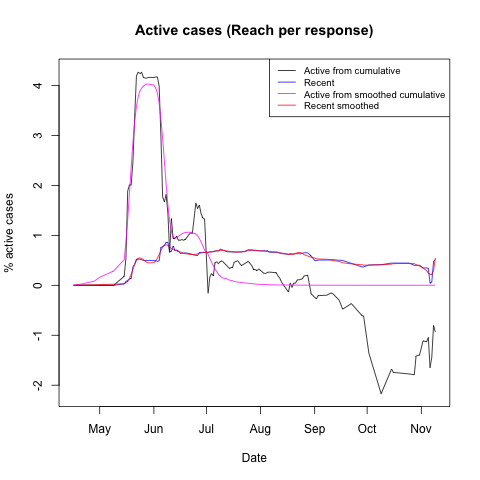 Active cases (Reach per response)
Active from cumulative
Recent
Active from smoothed cumulative
Recent smoothed
% active cases
4
3
2
1
0
-1
-2
May Jun Jul Aug Sep Oct Nov
Date